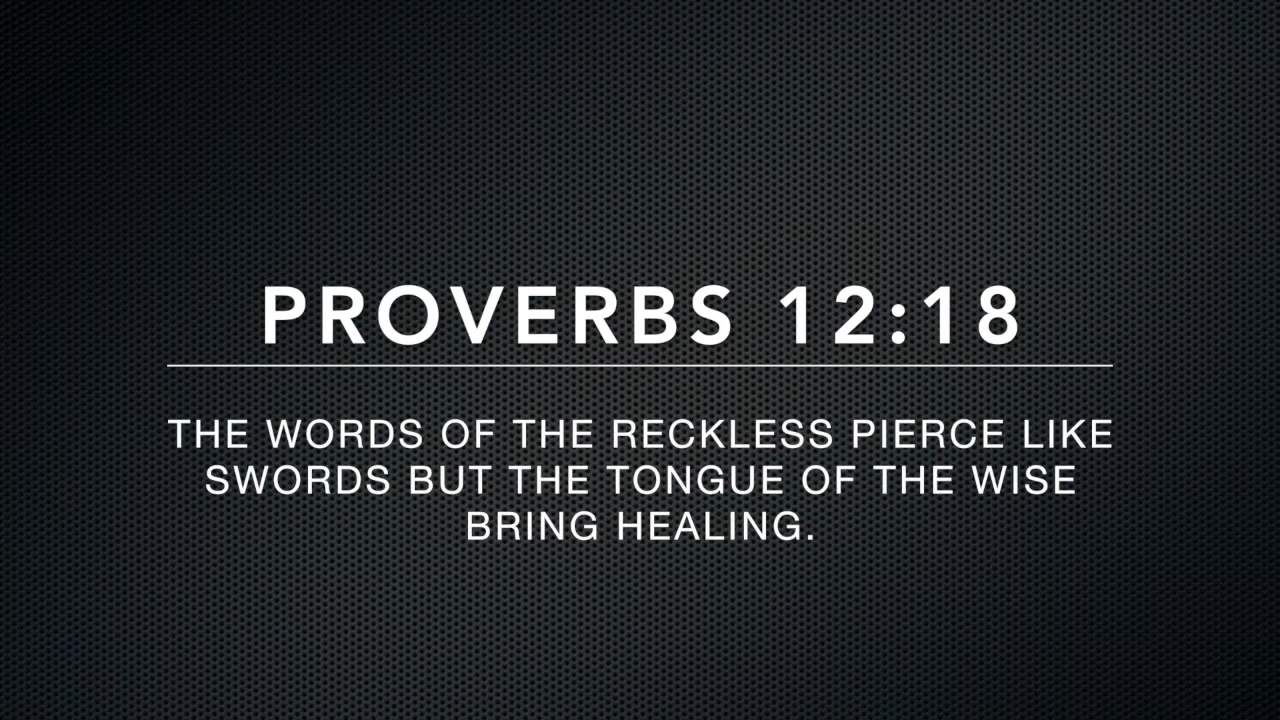 PROVERBS 12:18
THE WORDS OF THE RECKLESS PIERCE LIKE
SWORDS BUT THE TONGUE OF THE WISE
BRING HEALING.